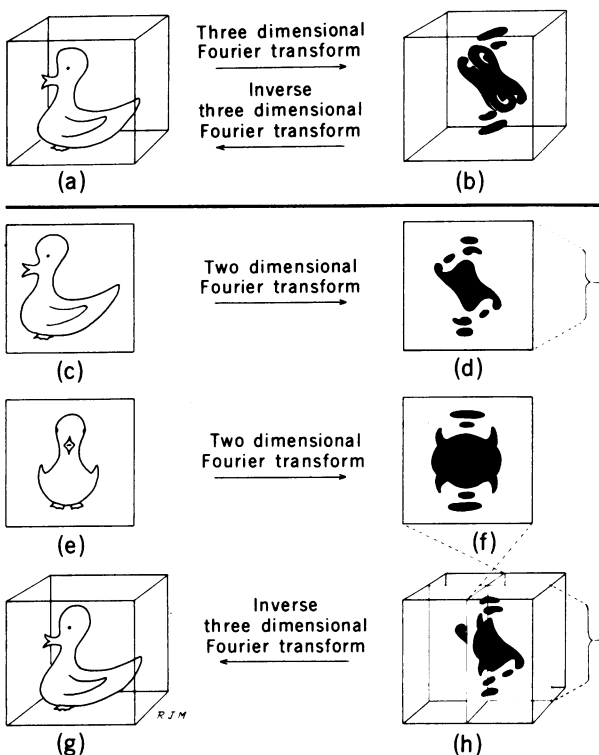 Three dimensional
Fourier transform
Inverse
three dimensional
Fourier transform
(a)
(b)
Two dimensional
Fourier transform
(c)
(d)
Two dimensional
Fourier transform
(e)
(f)
Inverse
three dimensional
Fourier transform
RJM
(g)
(h)